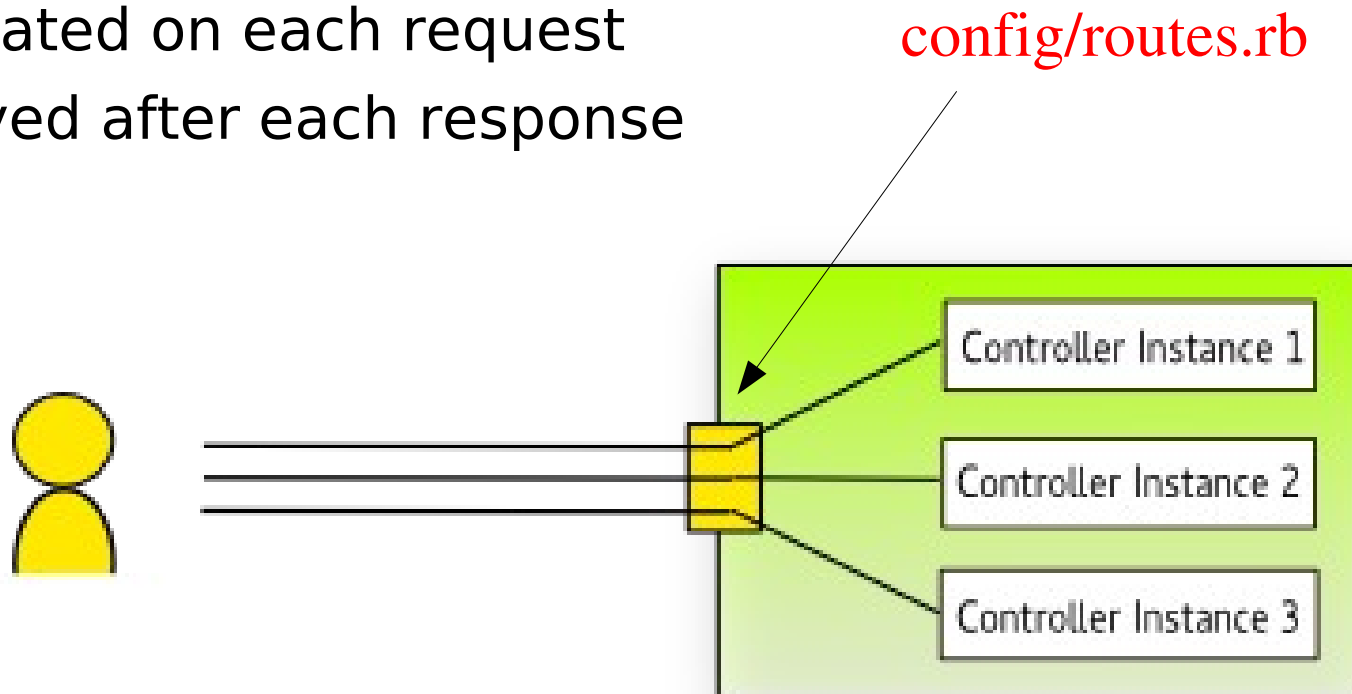 ated on each request
yed after each response
config/routes.rb
Controller Instance 1
Controller Instance 2
Controller Instance 3